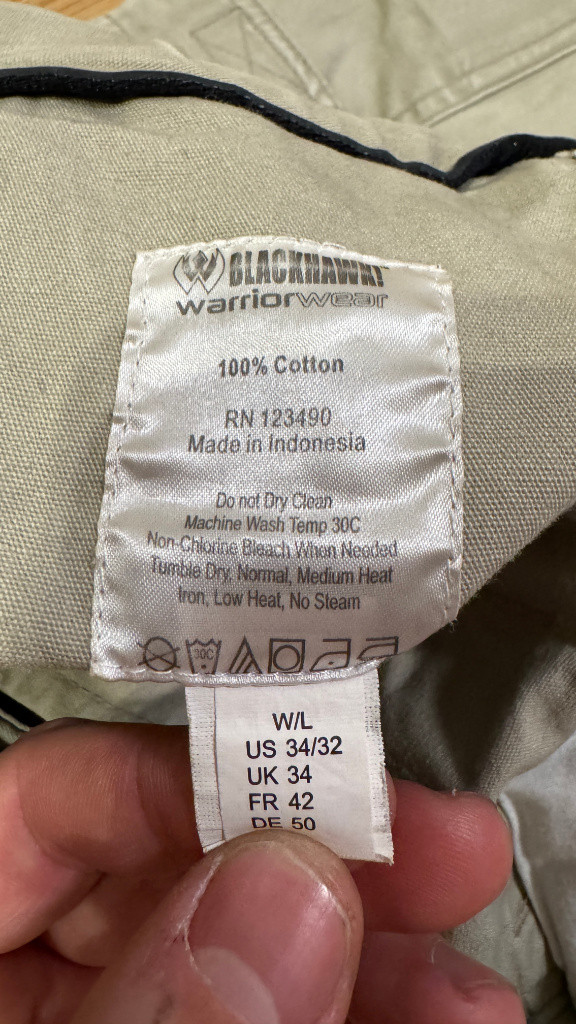 BLACKHAWK!
warriorwear
100% Cotton
RN 123490
Made in Indonesia
Do not Dry Clean
Machine Wash Temp 30C
Non-Chlorine Bleach When Needed
Tumble Dry, Normal, Medium Heat
Iron, Low Heat, No Steam
30C
W/L
US 34/32
UK 34
FR 42
DE 50